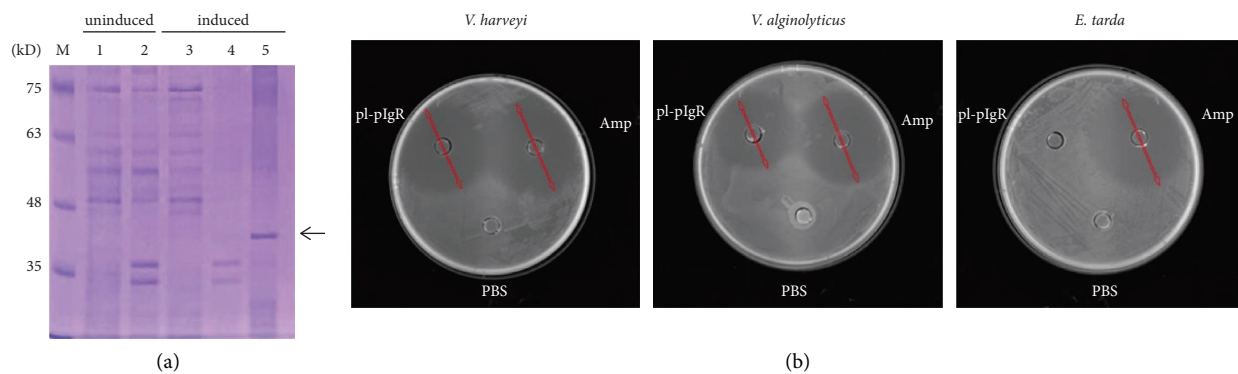 uninduced induced
(kD) M 1 2 3 4 5
75
63
48
35
(a)
V. harveyi
pl-pIgR
Amp
PBS
V. alginolyticus
pl-pIgR
Amp
PBS
E. tarda
pl-pIgR
Amp
PBS
(b)